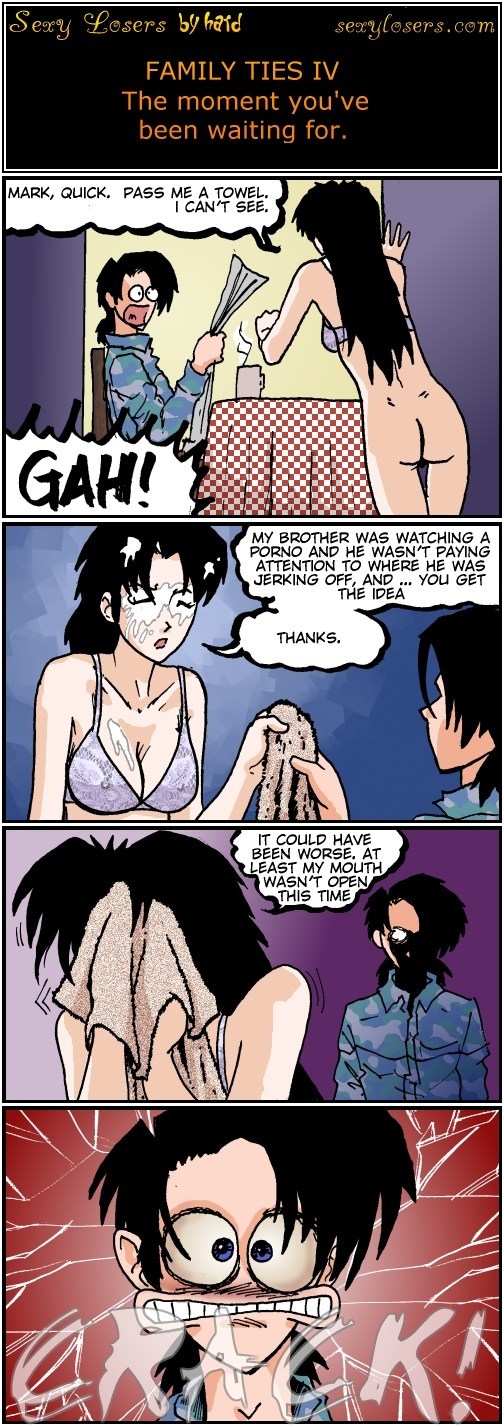 Sexy Losers by hard
sexylosers.com
FAMILY TIES IV
The moment you've
been waiting for.
MARK, QUICK. PASS ME A TOWEL.
I CAN'T SEE.
GAH!
MY BROTHER WAS WATCHING A
PORNO AND HE WASN'T PAYING
ATTENTION TO WHERE HE WAS
JERKING OFF, AND ... YOU GET
THE IDEA
THANKS.
IT COULD HAVE
BEEN WORSE. AT
LEAST MY MOUTH
WASN'T OPEN
THIS TIME
CRACK!